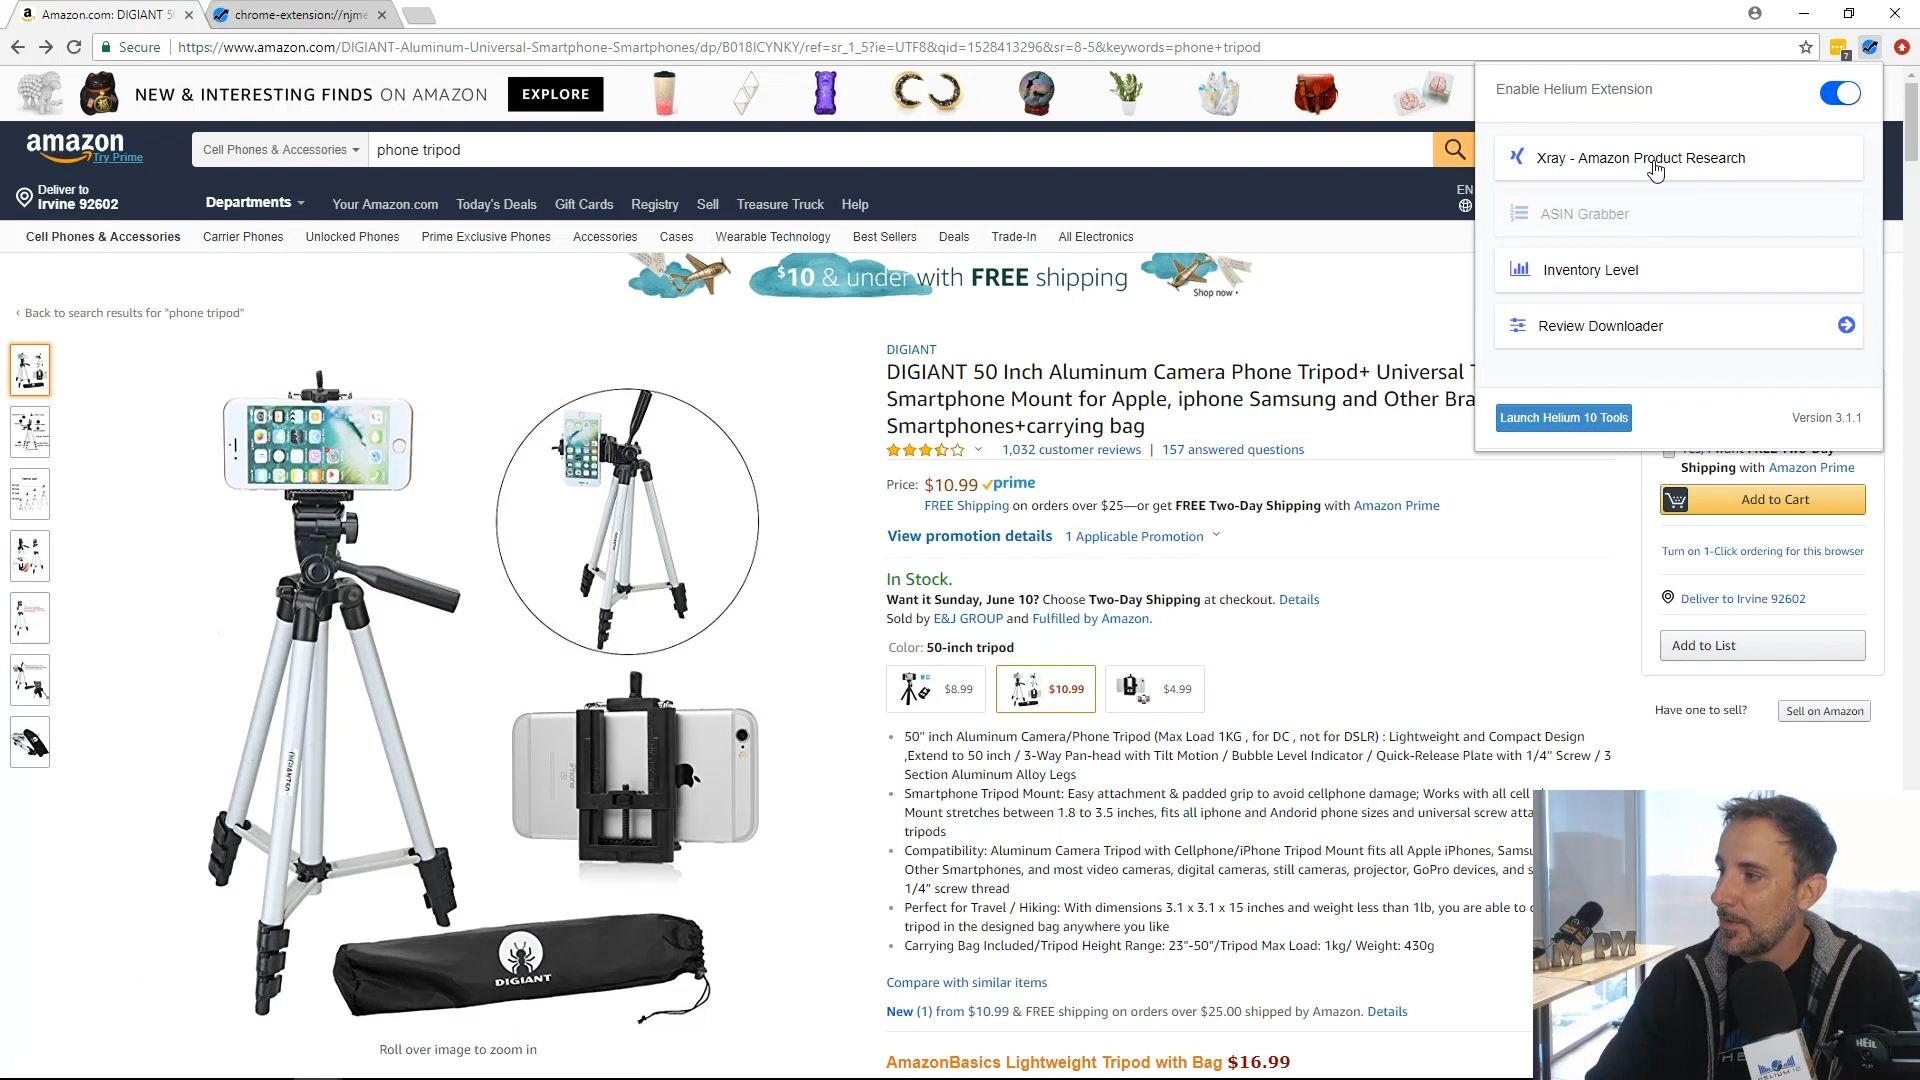 Amazon.com: DIGIANT 5
chrome-extension://njme
Secure | https://www.amazon.com/DIGIANT-Aluminum-Universal-Smartphone-Smartphones/dp/B018ICYNKY/ref=sr_1_5?ie=UTF8&qid=1528413296&sr=8-5&keywords=phone+tripod
7
NEW & INTERESTING FINDS ON AMAZON EXPLORE
amazon
Try Prime
Cell Phones & Accessories
phone tripod
Deliver to
Irvine 92602
Departments Your Amazon.com Today's Deals Gift Cards Registry Sell Treasure Truck Help
EN
Cell Phones & Accessories Carrier Phones Unlocked Phones Prime Exclusive Phones Accessories Cases Wearable Technology Best Sellers Deals Trade-In All Electronics
$10 & under with FREE shipping
Shop now
‹ Back to search results for "phone tripod"
Enable Helium Extension
Xray - Amazon Product Research
ASIN Grabber
Inventory Level
Review Downloader
Launch Helium 10 Tools
Version 3.1.1
DIGIANT
DIGIANT 50 Inch Aluminum Camera Phone Tripod+ Universal T
Smartphone Mount for Apple, iphone Samsung and Other Bra
Smartphones+carrying bag
1,032 customer reviews | 157 answered questions
Price: $10.99 prime
FREE Shipping on orders over $25—or get FREE Two-Day Shipping with Amazon Prime
View promotion details 1 Applicable Promotion
In Stock.
Want it Sunday, June 10? Choose Two-Day Shipping at checkout. Details
Sold by E&J GROUP and Fulfilled by Amazon.
Color: 50-inch tripod
$8.99
$10.99
$4.99
• 50" inch Aluminum Camera/Phone Tripod (Max Load 1KG , for DC , not for DSLR) : Lightweight and Compact Design
,Extend to 50 inch / 3-Way Pan-head with Tilt Motion / Bubble Level Indicator / Quick-Release Plate with 1/4" Screw / 3
Section Aluminum Alloy Legs
• Smartphone Tripod Mount: Easy attachment & padded grip to avoid cellphone damage; Works with all cell
Mount stretches between 1.8 to 3.5 inches, fits all iphone and Andorid phone sizes and universal screw atta
tripods
• Compatibility: Aluminum Camera Tripod with Cellphone/iPhone Tripod Mount fits all Apple iPhones, Samsu
Other Smartphones, and most video cameras, digital cameras, still cameras, projector, GoPro devices, and s
1/4" screw thread
• Perfect for Travel / Hiking: With dimensions 3.1 x 3.1 x 15 inches and weight less than 1lb, you are able to
tripod in the designed bag anywhere you like
• Carrying Bag Included/Tripod Height Range: 23"-50"/Tripod Max Load: 1kg/ Weight: 430g
Compare with similar items
New (1) from $10.99 & FREE shipping on orders over $25.00 shipped by Amazon. Details
AmazonBasics Lightweight Tripod with Bag $16.99
Yes, I want FREE Two-Day
Shipping with Amazon Prime
Add to Cart
Turn on 1-Click ordering for this browser
Deliver to Irvine 92602
Add to List
Have one to sell? Sell on Amazon
iPhone
DIGIANT
Roll over image to zoom in
AM PM
HELIUM 10